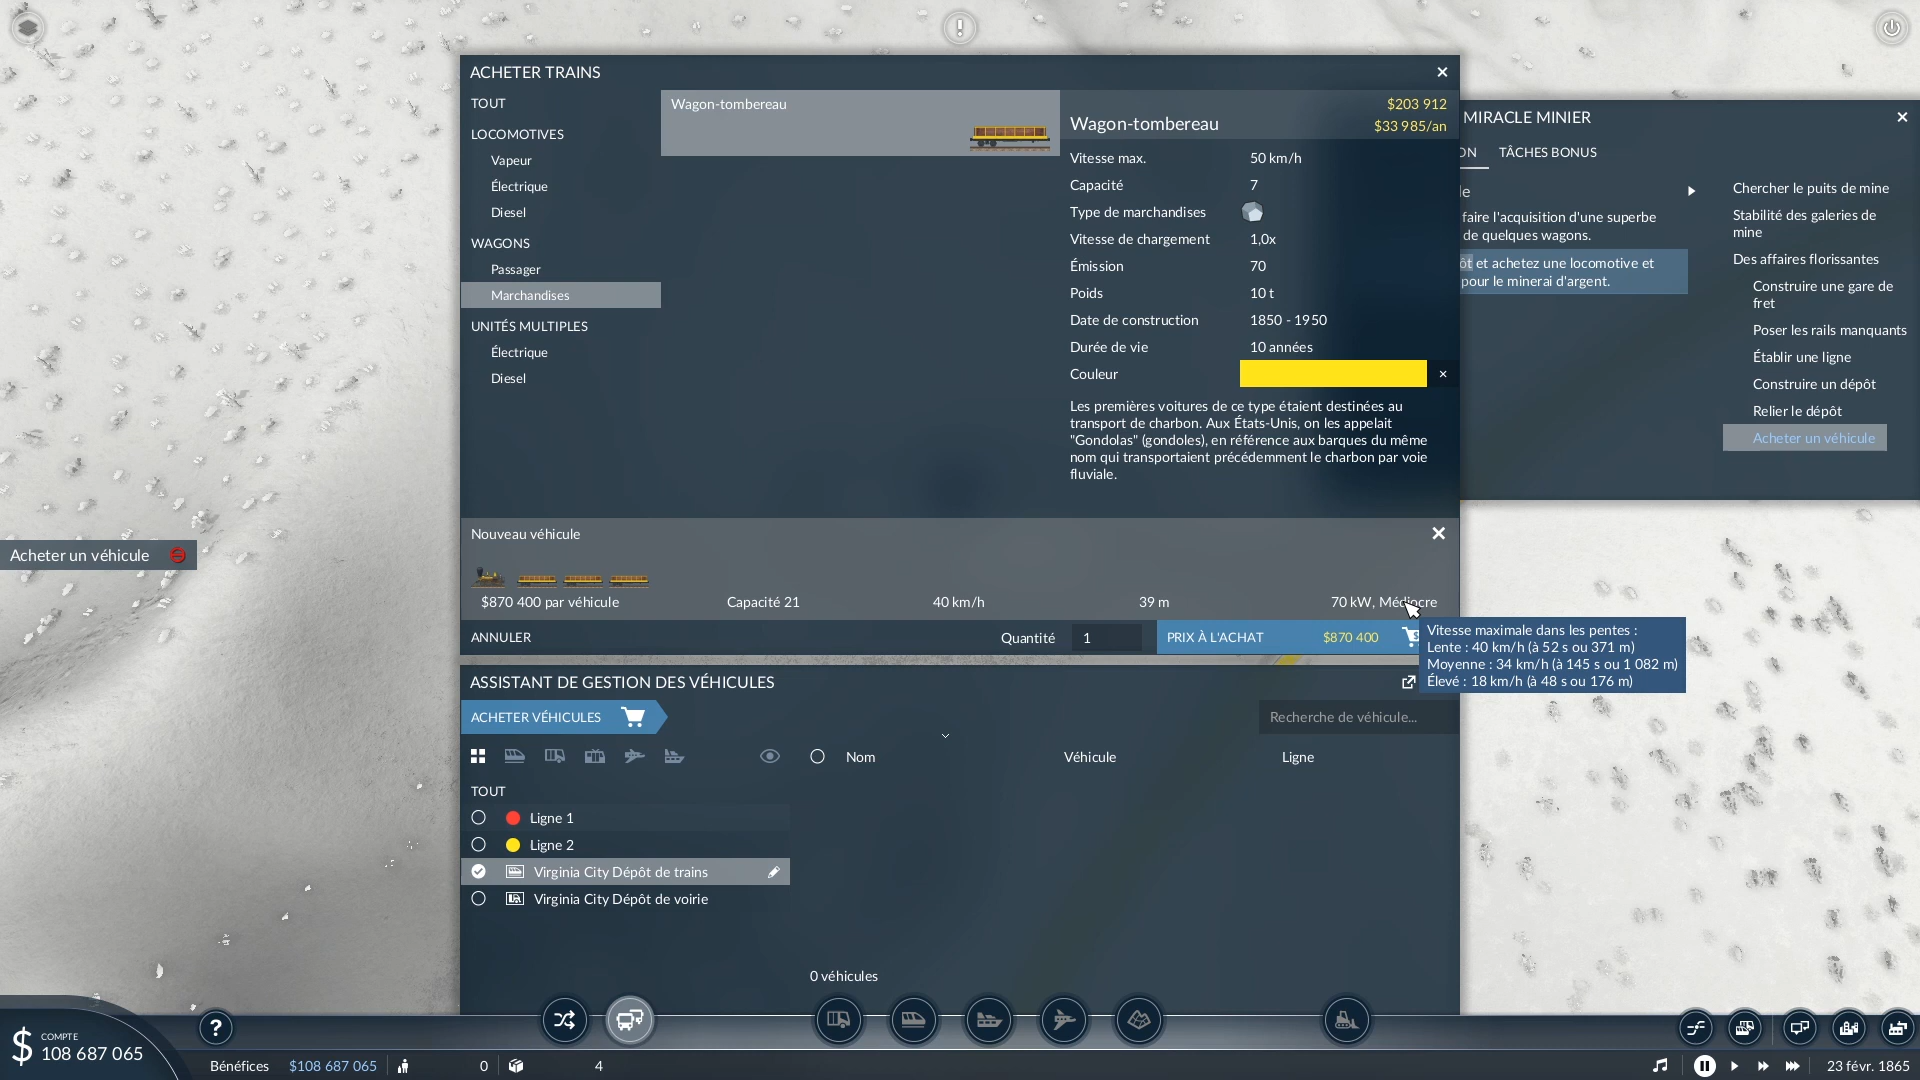 ACHETER TRAINS
TOUT
LOCOMOTIVES
Vapeur
Électrique
Diesel
WAGONS
Passager
Marchandises
UNITÉS MULTIPLES
Électrique
Diesel
Wagon-tombereau
$203 912
Wagon-tombereau
$33 985/an
Vitesse max. 50 km/h
Capacité 7
Type de marchandises
Vitesse de chargement 1,0x
Émission 70
Poids 10 t
Date de construction 1850 - 1950
Durée de vie 10 années
Couleur
Les premières voitures de ce type étaient destinées au
transport de charbon. Aux États-Unis, on les appelait
"Gondolas" (gondoles), en référence aux barques du même
nom qui transportaient précédemment le charbon par voie
fluviale.
MIRACLE MINIER
ON TÂCHES BONUS
le
faire l'acquisition d'une superbe
de quelques wagons.
ôt et achetez une locomotive et
pour le minerai d'argent.
Chercher le puits de mine
Stabilité des galeries de
mine
Des affaires florissantes
Construire une gare de
fret
Poser les rails manquants
Établir une ligne
Construire un dépôt
Relier le dépôt
Acheter un véhicule
Acheter un véhicule
Nouveau véhicule
$870 400 par véhicule Capacité 21 40 km/h 39 m 70 kW, Médiocre
ANNULER Quantité 1 PRIX À L'ACHAT $870 400
Vitesse maximale dans les pentes :
Lente : 40 km/h (à 52 s ou 371 m)
Moyenne : 34 km/h (à 145 s ou 1 082 m)
Élevé : 18 km/h (à 48 s ou 176 m)
ASSISTANT DE GESTION DES VÉHICULES
ACHETER VÉHICULES
Recherche de véhicule...
Nom Véhicule Ligne
TOUT
Ligne 1
Ligne 2
Virginia City Dépôt de trains
Virginia City Dépôt de voirie
0 véhicules
?
$ COMPTE
108 687 065
Bénéfices $108 687 065 0 4 23 févr. 1865